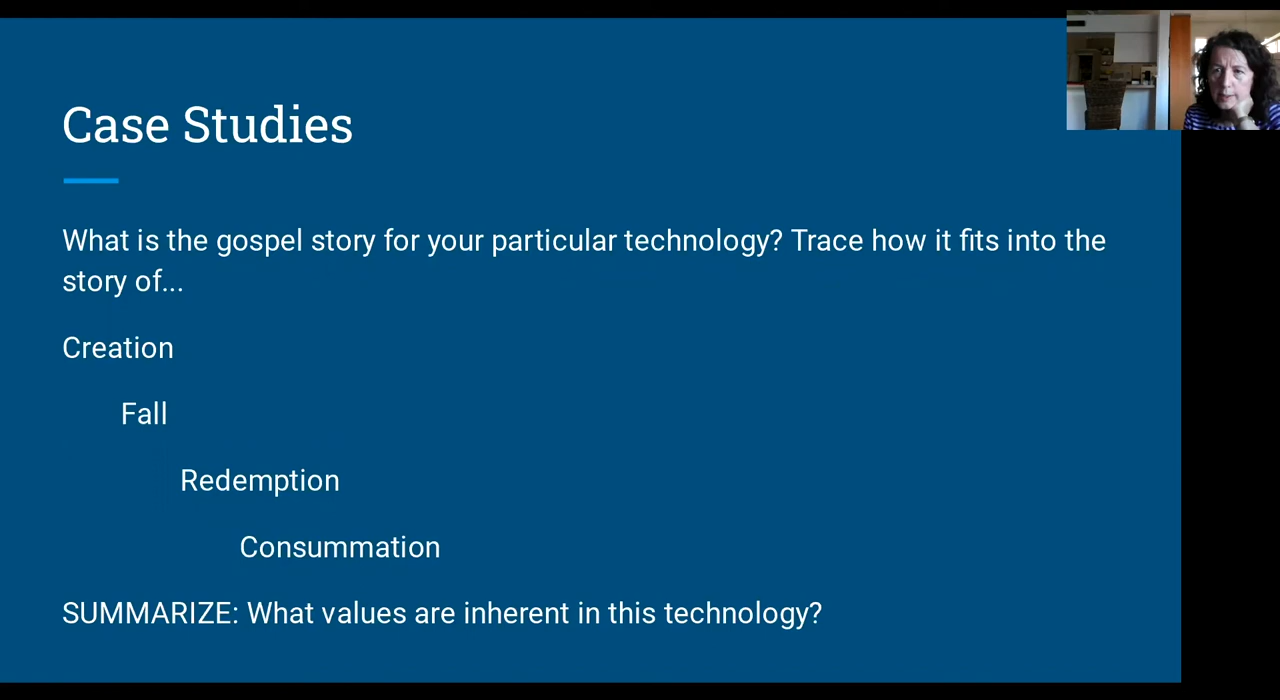 Case Studies
What is the gospel story for your particular technology? Trace how it fits into the
story of...
Creation
Fall
Redemption
Consummation
SUMMARIZE: What values are inherent in this technology?